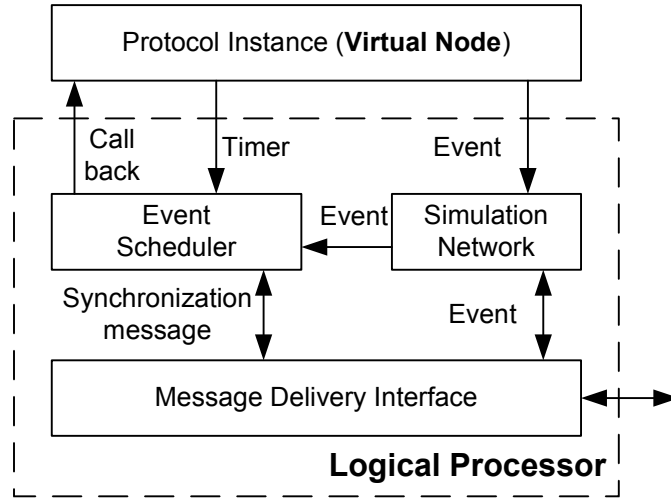 Protocol Instance (Virtual Node)
Call
back
Timer
Event
Event
Scheduler
Event
Simulation
Network
Synchronization
message
Event
Message Delivery Interface
Logical Processor